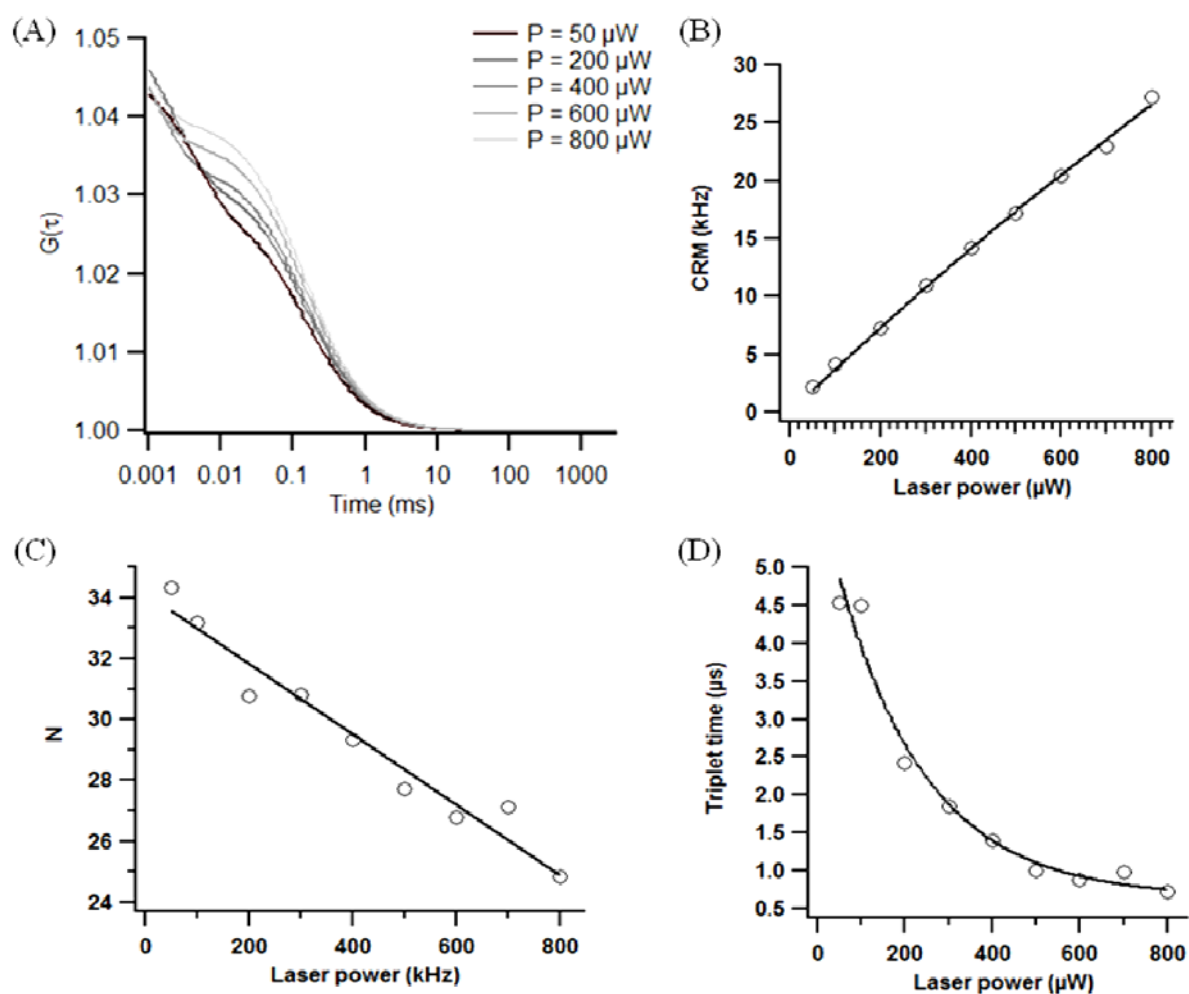 (A)
1.05
1.04
1.03
1.02
1.01
1.00
G(τ)
0.001 0.01 0.1 1 10 100 1000
Time (ms)
P = 50 µW
P = 200 µW
P = 400 µW
P = 600 µW
P = 800 µW
(B)
30
25
20
15
10
5
0
CRM (kHz)
0 200 400 600 800
Laser power (µW)
(C)
34
32
30
28
26
24
N
0 200 400 600 800
Laser power (kHz)
(D)
5.0
4.5
4.0
3.5
3.0
2.5
2.0
1.5
1.0
0.5
Triplet time (µs)
0 200 400 600 800
Laser power (µW)